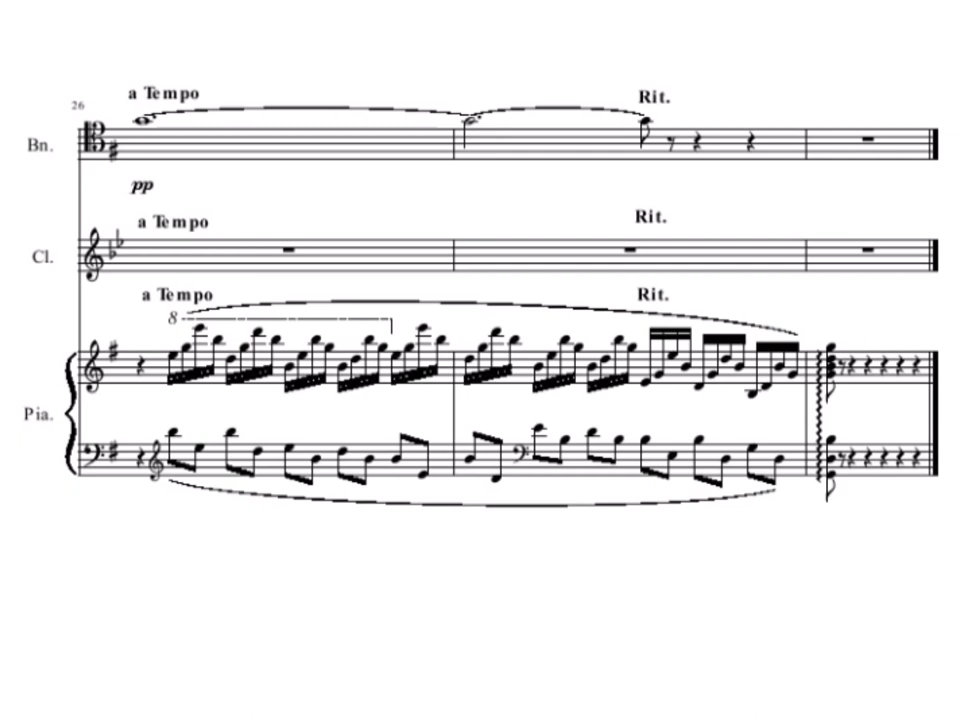 a Tempo Rit.
26
Bn.
pp
a Tempo Rit.
Cl.
a Tempo Rit.
8
Pia.